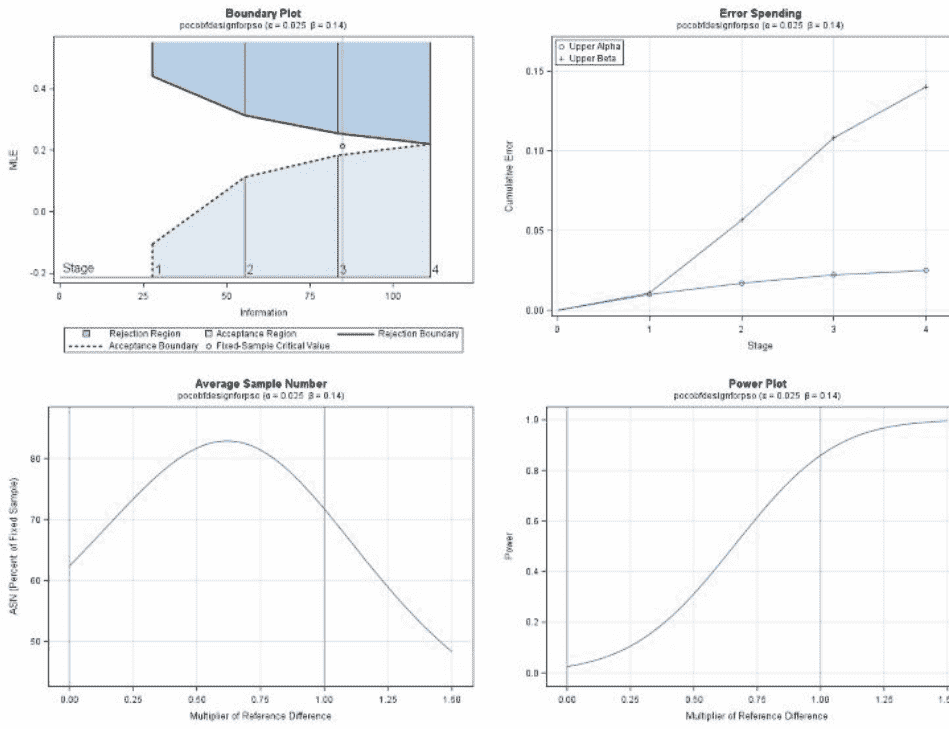 Boundary Plot
pocobfdesignforpso (α = 0.025 β = 0.14)
MLE
0.4
0.2
0.0
-0.2
Stage
1
2
3
4
0
25
50
75
100
Information
Rejection Region
Acceptance Region
Rejection Boundary
Acceptance Boundary
Fixed-Sample Critical Value
Error Spending
pocobfdesignforpso (α = 0.025 β = 0.14)
Upper Alpha
Upper Beta
Cumulative Error
0.15
0.10
0.05
0.00
0
1
2
3
4
Stage
Average Sample Number
pocobfdesignforpso (α = 0.025 β = 0.14)
ASN (Percent of Fixed Sample)
80
70
60
50
0.00
0.25
0.50
0.75
1.00
1.25
1.50
Multiplier of Reference Difference
Power Plot
pocobfdesignforpso (α = 0.025 β = 0.14)
Power
1.0
0.8
0.6
0.4
0.2
0.0
0.00
0.25
0.50
0.75
1.00
1.25
Multiplier of Reference Difference